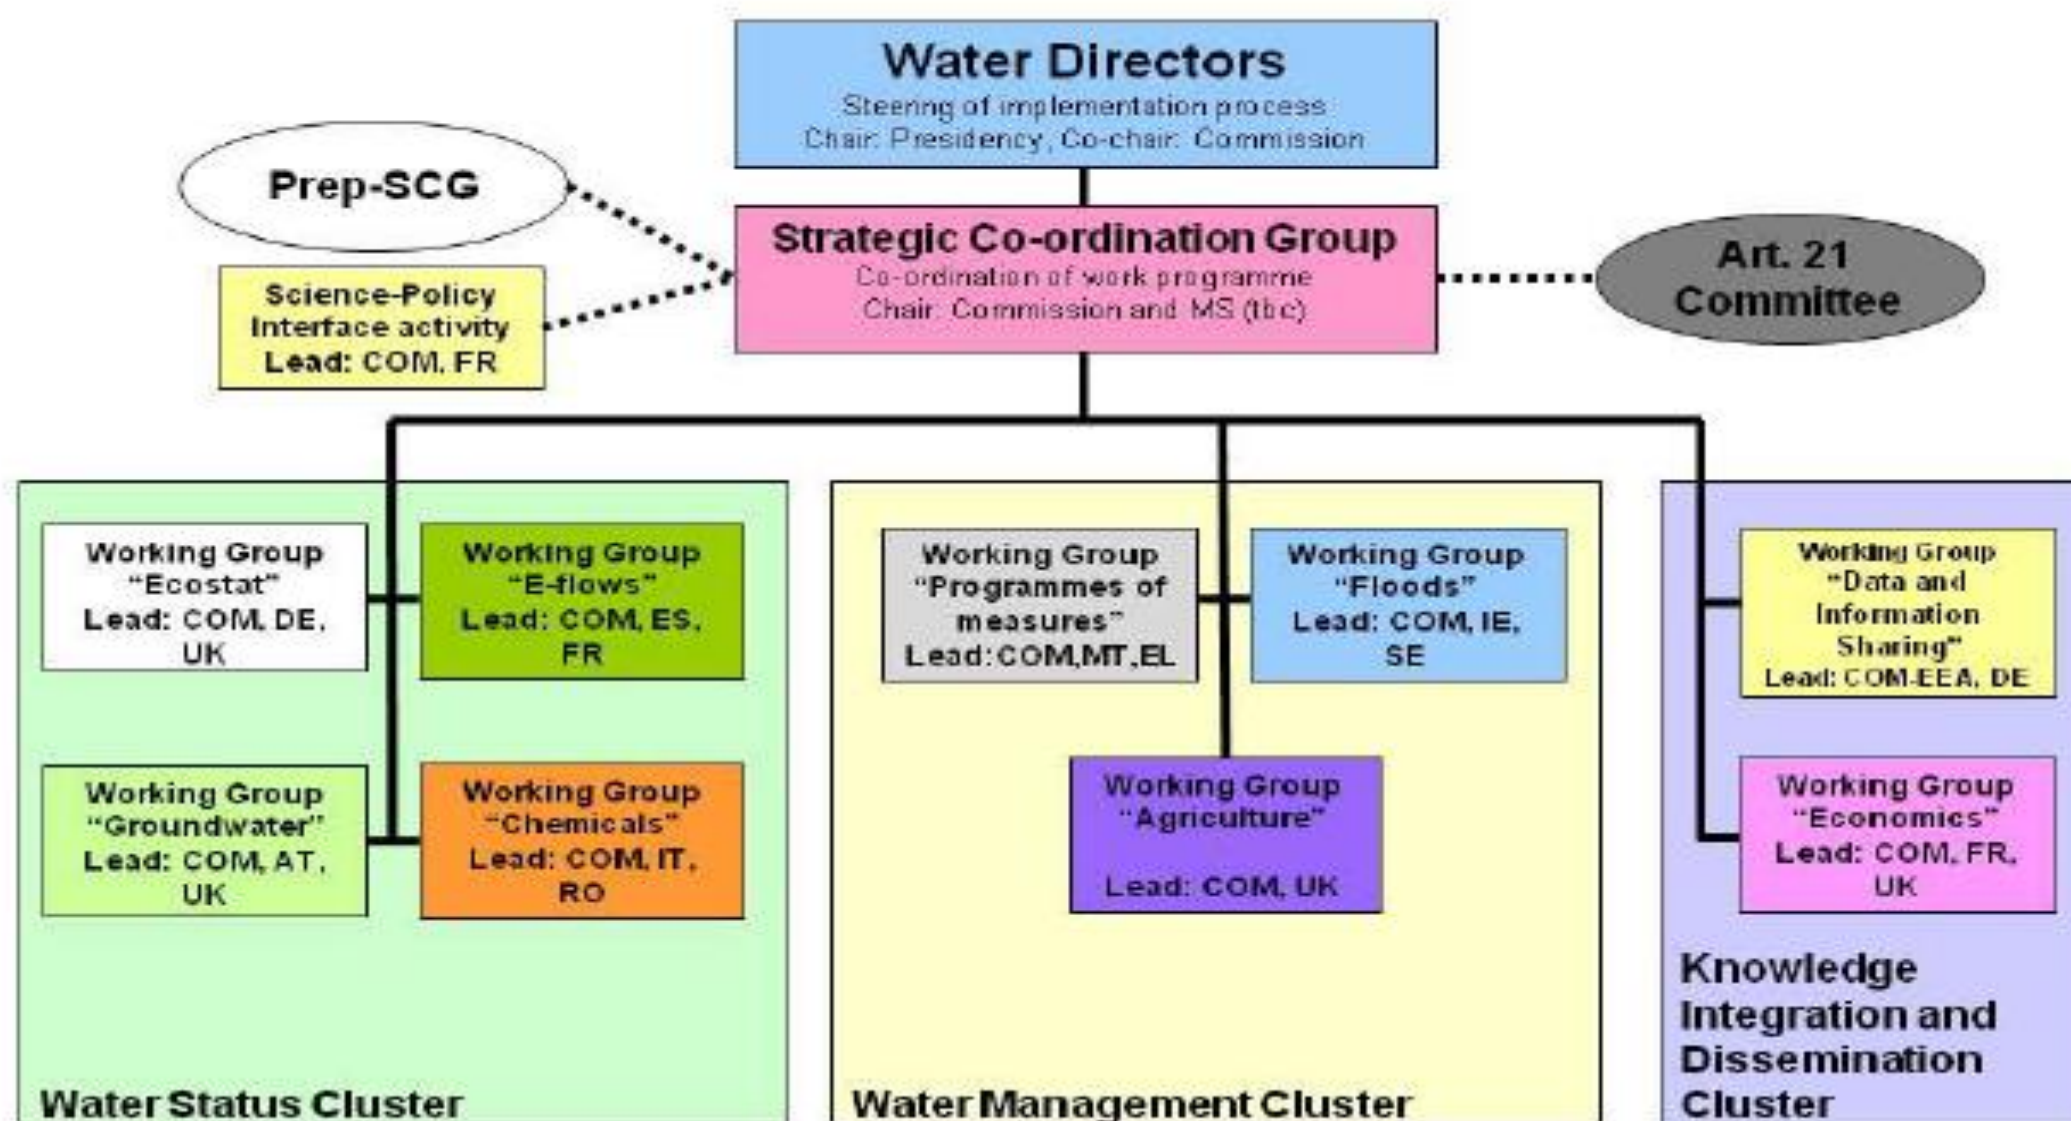 Water Directors
Steering of implementation process
Chair: Presidency, Co-chair: Commission
Prep-SCG
Strategic Co-ordination Group
Co-ordination of work programme
Chair: Commission and MS (tbc)
Art. 21
Committee
Science-Policy
Interface activity
Lead: COM, FR
Working Group
“Ecostat”
Lead: COM, DE,
UK
Working Group
“E-flows”
Lead: COM, ES,
FR
Working Group
“Groundwater”
Lead: COM, AT,
UK
Working Group
“Chemicals”
Lead: COM, IT,
RO
Water Status Cluster
Working Group
“Programmes of
measures”
Lead:COM,MT,EL
Working Group
“Floods”
Lead: COM, IE,
SE
Working Group
“Agriculture”
Lead: COM, UK
Water Management Cluster
Working Group
“Data and
Information
Sharing”
Lead: COM-EEA, DE
Working Group
“Economics”
Lead: COM, FR,
UK
Knowledge
Integration and
Dissemination
Cluster